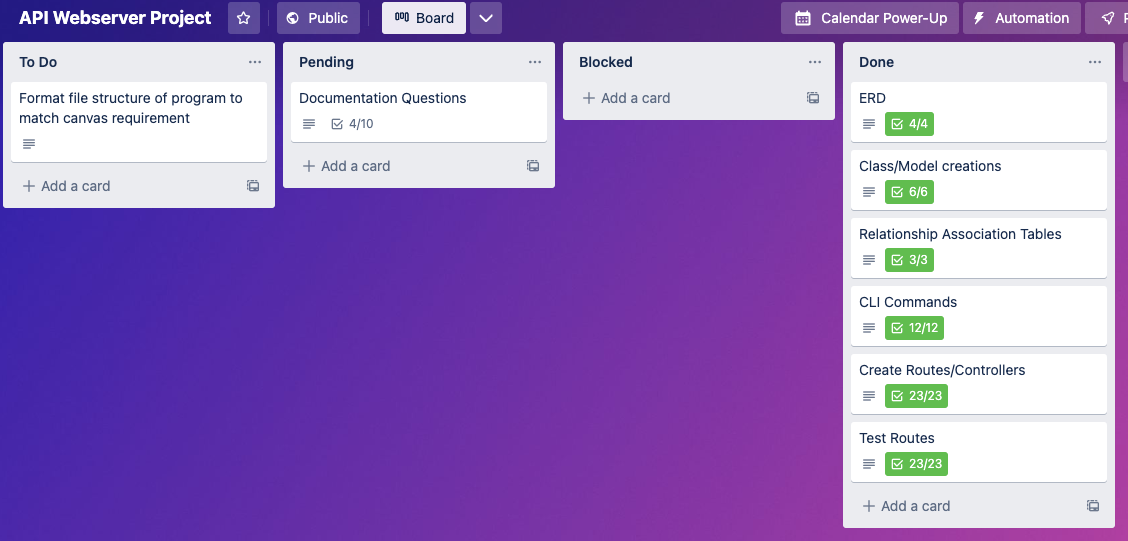 API Webserver Project
Public
Board
Calendar Power-Up
Automation
To Do
Format file structure of program to
match canvas requirement
Add a card
Pending
Documentation Questions
4/10
Add a card
Blocked
Add a card
Done
ERD
4/4
Class/Model creations
6/6
Relationship Association Tables
3/3
CLI Commands
12/12
Create Routes/Controllers
23/23
Test Routes
23/23
Add a card